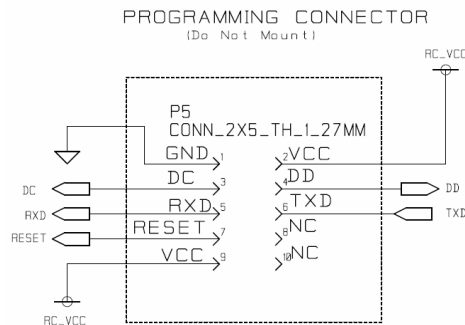 PROGRAMMING CONNECTOR
(Do Not Mount)
RC_VCC
P5
CONN_2X5_TH_1_27MM
GND 1 2 VCC
DC DC 3 4 DD DD
RXD RXD 5 6 TXD TXD
RESET RESET 7 8 NC
VCC 9 10 NC
RC_VCC